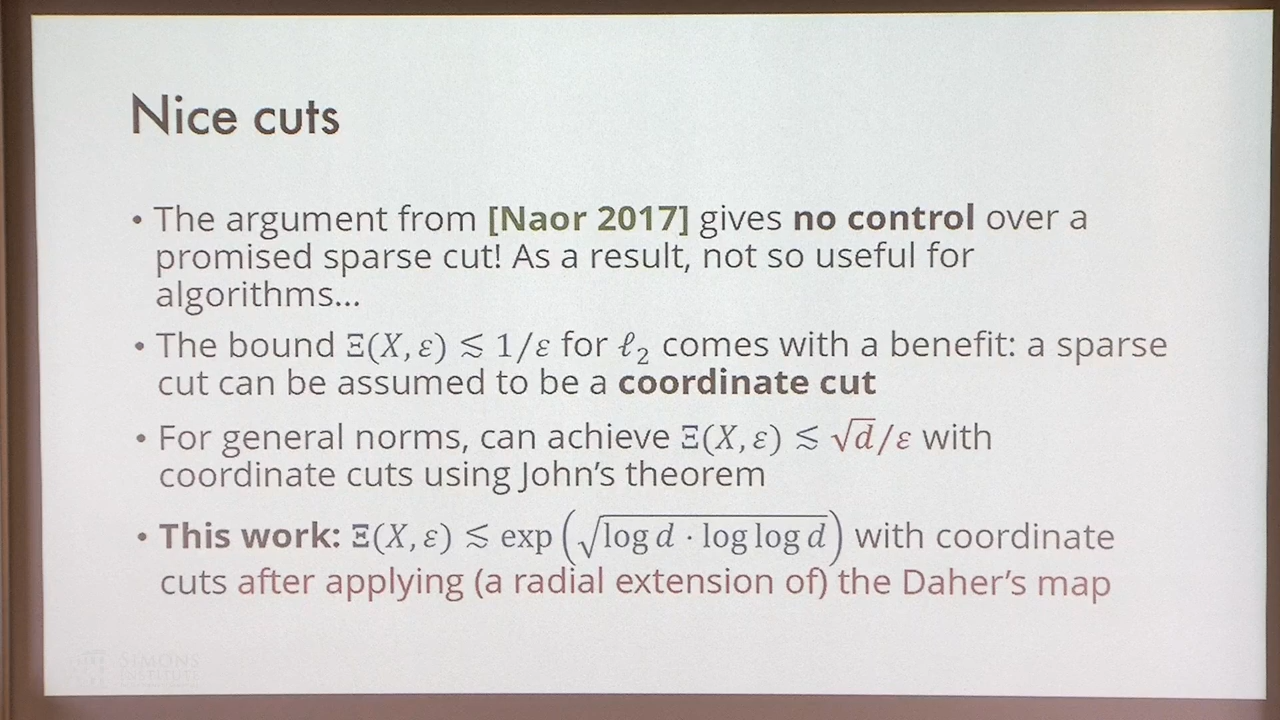 Nice cuts
• The argument from [Naor 2017] gives no control over a
promised sparse cut! As a result, not so useful for
algorithms...
• The bound Ξ(X, ε) ≲ 1/ε for ℓ₂ comes with a benefit: a sparse
cut can be assumed to be a coordinate cut
• For general norms, can achieve Ξ(X, ε) ≲ √d/ε with
coordinate cuts using John's theorem
• This work: Ξ(X, ε) ≲ exp(√(log d · log log d)) with coordinate
cuts after applying (a radial extension of) the Daher's map
SIMONS
INSTITUTE